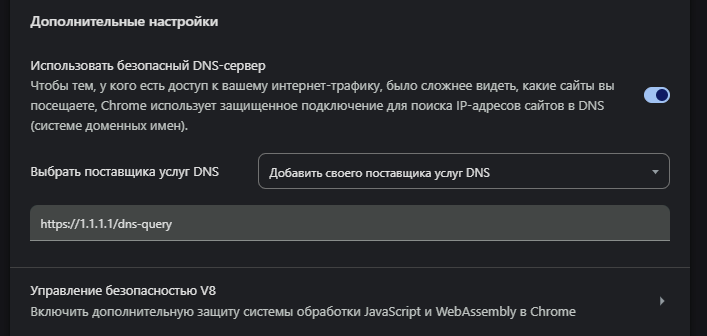 Дополнительные настройки
Использовать безопасный DNS-сервер
Чтобы тем, у кого есть доступ к вашему интернет-трафику, было сложнее видеть, какие сайты вы
посещаете, Chrome использует защищенное подключение для поиска IP-адресов сайтов в DNS
(системе доменных имен).
Выбрать поставщика услуг DNS
Добавить своего поставщика услуг DNS
https://1.1.1.1/dns-query
Управление безопасностью V8
Включить дополнительную защиту системы обработки JavaScript и WebAssembly в Chrome